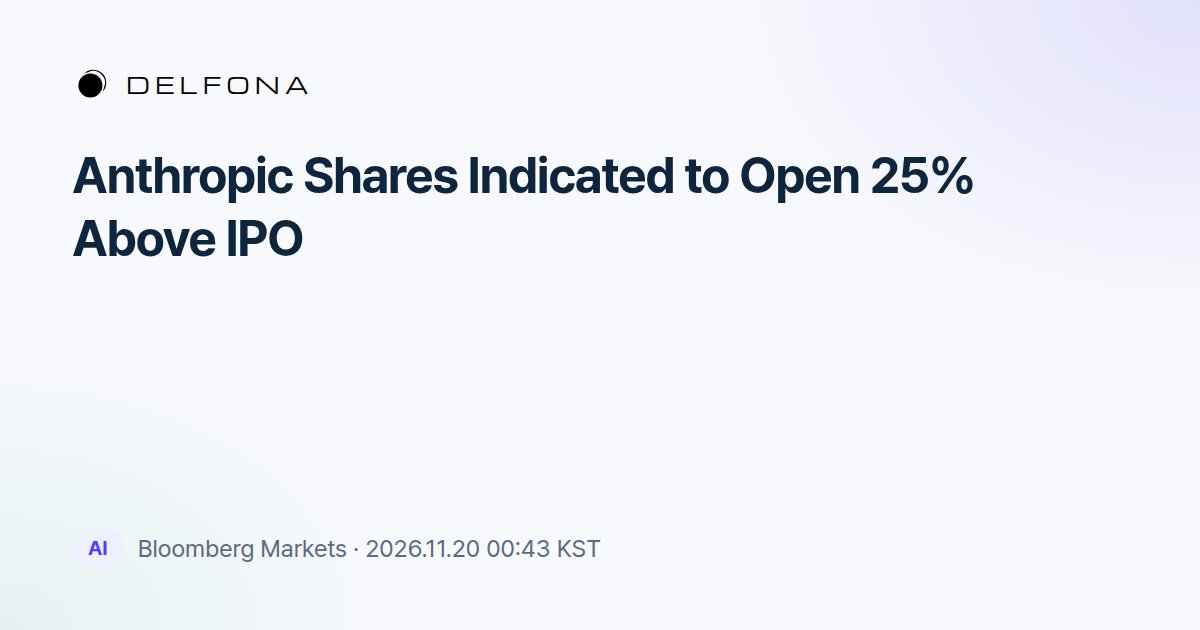 DELFONA
Anthropic Shares Indicated to Open 25%
Above IPO
AI Bloomberg Markets · 2026.11.20 00:43 KST